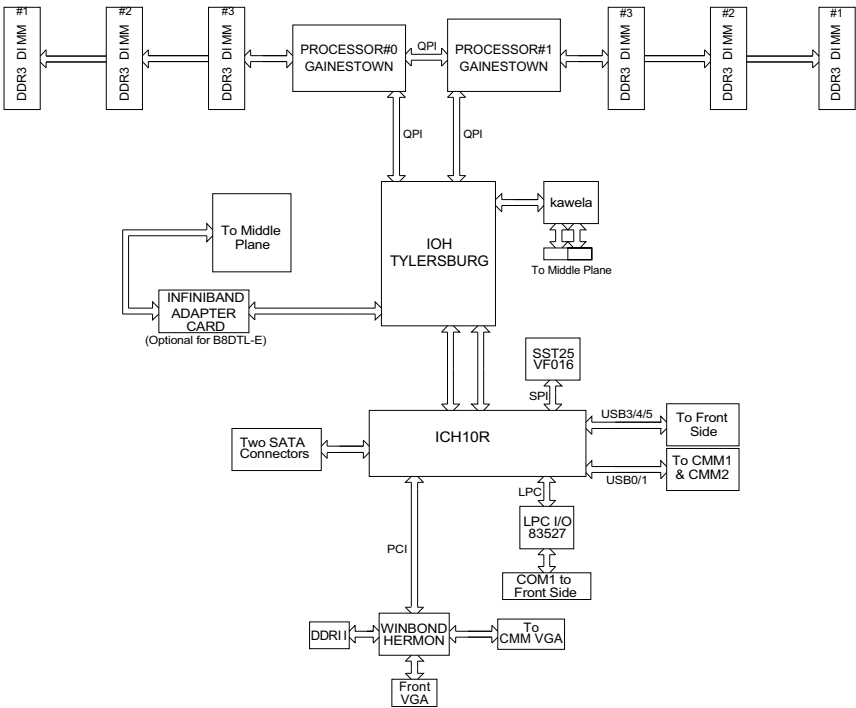 #1
DDR3 DIMM
#2
DDR3 DIMM
#3
DDR3 DIMM
PROCESSOR#0
GAINESTOWN
QPI
PROCESSOR#1
GAINESTOWN
#3
DDR3 DIMM
#2
DDR3 DIMM
#1
DDR3 DIMM
QPI
QPI
To Middle
Plane
IOH
TYLERSBURG
kawela
To Middle Plane
INFINIBAND
ADAPTER
CARD
(Optional for B8DTL-E)
SST25
VF016
SPI
Two SATA
Connectors
ICH10R
USB3/4/5
To Front
Side
To CMM1
& CMM2
USB0/1
LPC
LPC I/O
83527
PCI
COM1 to
Front Side
DDRII
WINBOND
HERMON
To
CMM VGA
Front
VGA